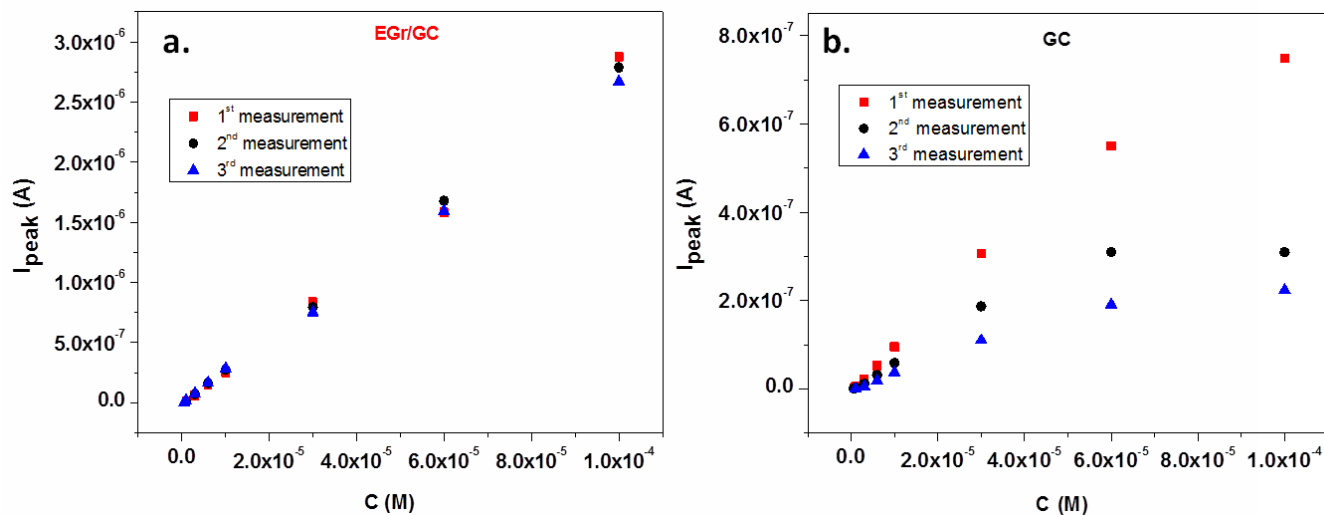 a.
EGr/GC
3.0x10⁻⁶
2.5x10⁻⁶
2.0x10⁻⁶
1.5x10⁻⁶
1.0x10⁻⁶
5.0x10⁻⁷
0.0
1st measurement
2nd measurement
3rd measurement
Ipeak (A)
0.0 2.0x10⁻⁵ 4.0x10⁻⁵ 6.0x10⁻⁵ 8.0x10⁻⁵ 1.0x10⁻⁴
C (M)
b.
GC
8.0x10⁻⁷
6.0x10⁻⁷
4.0x10⁻⁷
2.0x10⁻⁷
0.0
1st measurement
2nd measurement
3rd measurement
Ipeak (A)
0.0 2.0x10⁻⁵ 4.0x10⁻⁵ 6.0x10⁻⁵ 8.0x10⁻⁵ 1.0x10⁻⁴
C (M)